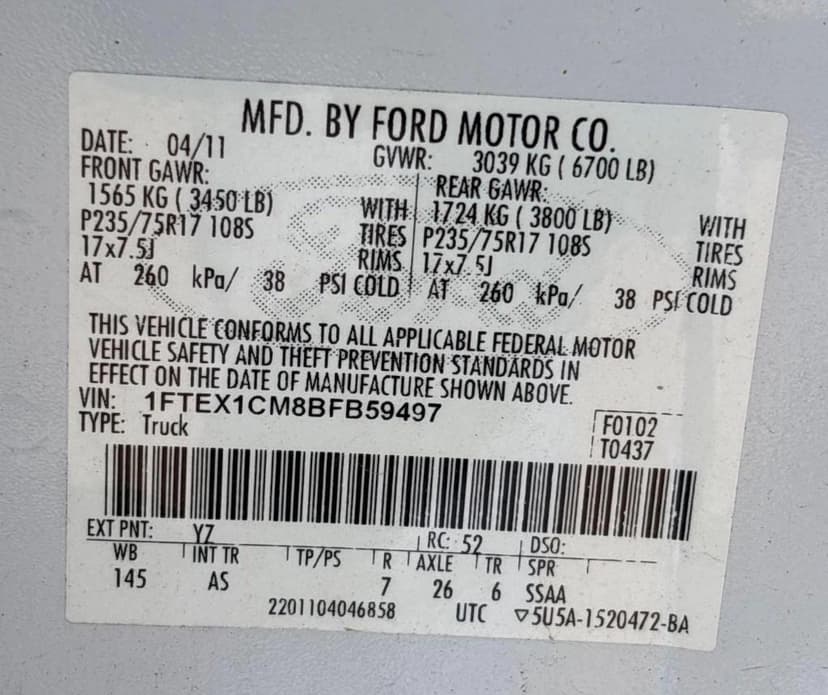 MFD. BY FORD MOTOR CO.
DATE: 04/11 GVWR: 3039 KG ( 6700 LB)
FRONT GAWR: REAR GAWR:
1565 KG ( 3450 LB) WITH 1724 KG ( 3800 LB) WITH
P235/75R17 108S TIRES P235/75R17 108S TIRES
17x7.5J RIMS 17x7.5J RIMS
AT 260 kPa/ 38 PSI COLD AT 260 kPa/ 38 PSI COLD
THIS VEHICLE CONFORMS TO ALL APPLICABLE FEDERAL MOTOR
VEHICLE SAFETY AND THEFT PREVENTION STANDARDS IN
EFFECT ON THE DATE OF MANUFACTURE SHOWN ABOVE.
VIN: 1FTEX1CM8BFB59497
TYPE: Truck F0102
T0437
EXT PNT: YZ RC: 52 DSO:
WB INT TR TP/PS R AXLE TR SPR
145 AS 7 26 6 SSAA
2201104046858 UTC ▽5U5A-1520472-BA